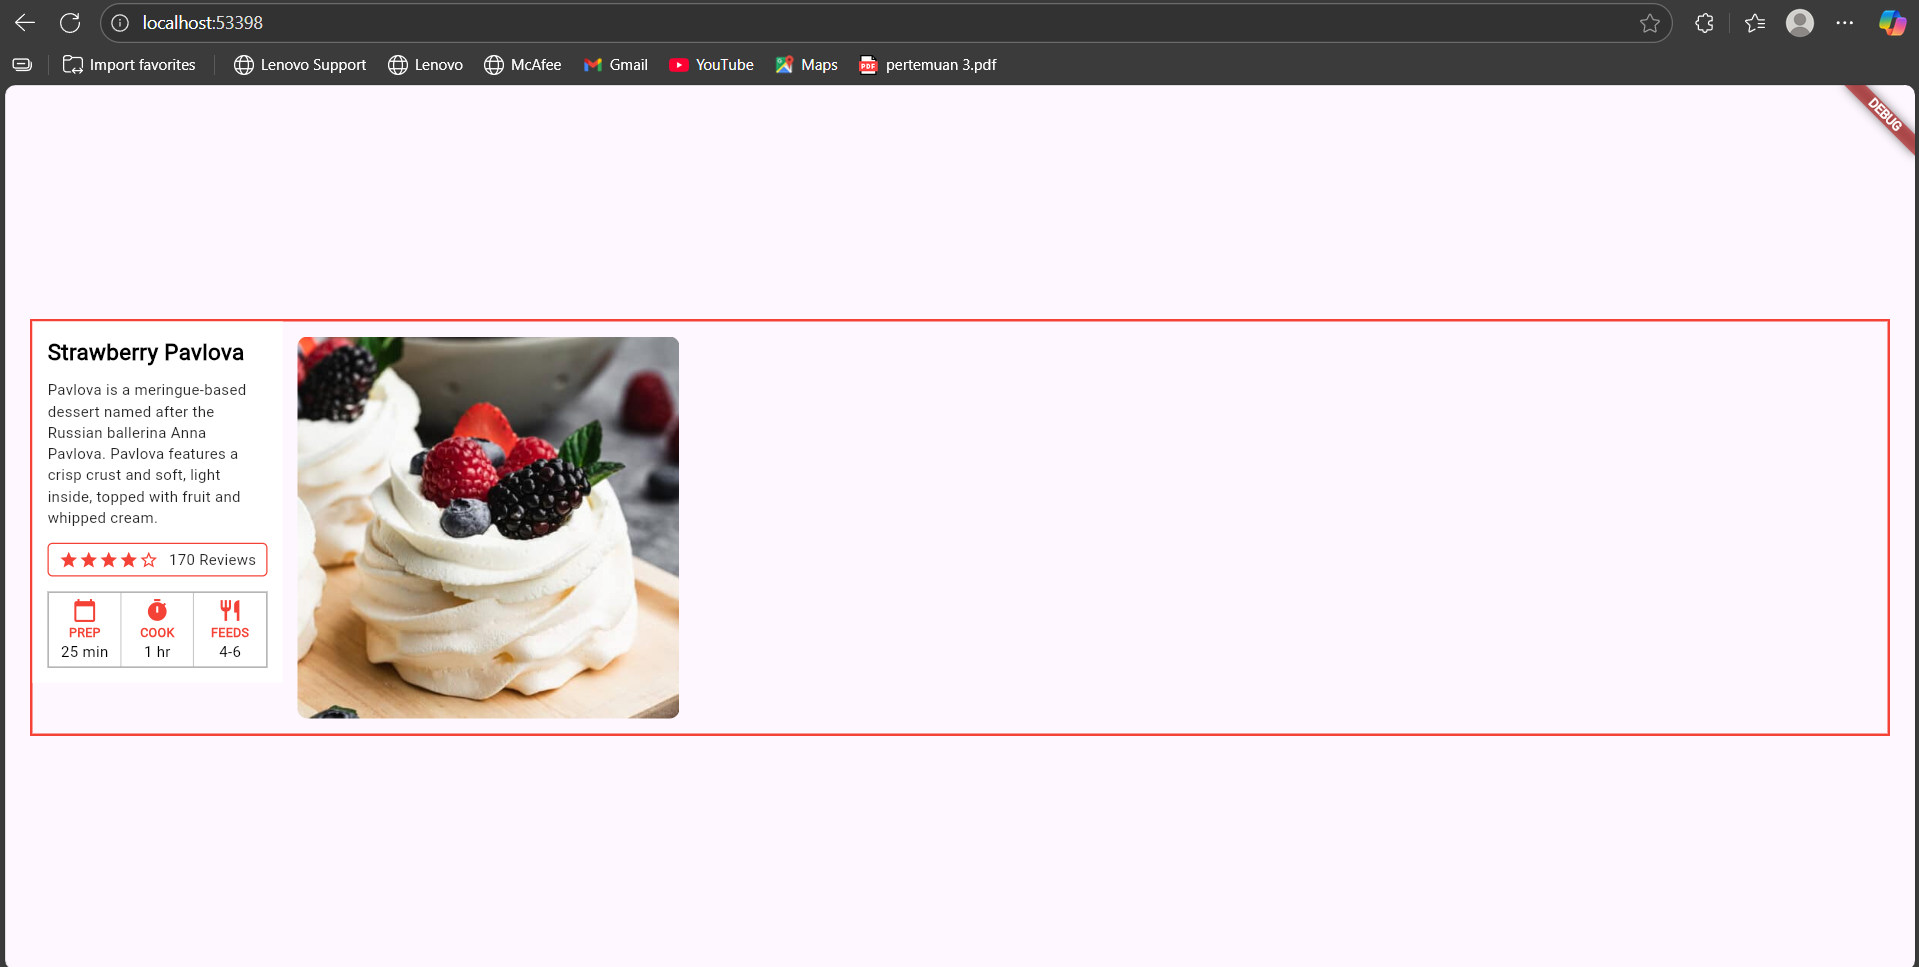 localhost:53398
Import favorites
Lenovo Support
Lenovo
McAfee
Gmail
YouTube
Maps
PDF
pertemuan 3.pdf
DEBUG
Strawberry Pavlova
Pavlova is a meringue-based
dessert named after the
Russian ballerina Anna
Pavlova. Pavlova features a
crisp crust and soft, light
inside, topped with fruit and
whipped cream.
170 Reviews
PREP
25 min
COOK
1 hr
FEEDS
4-6